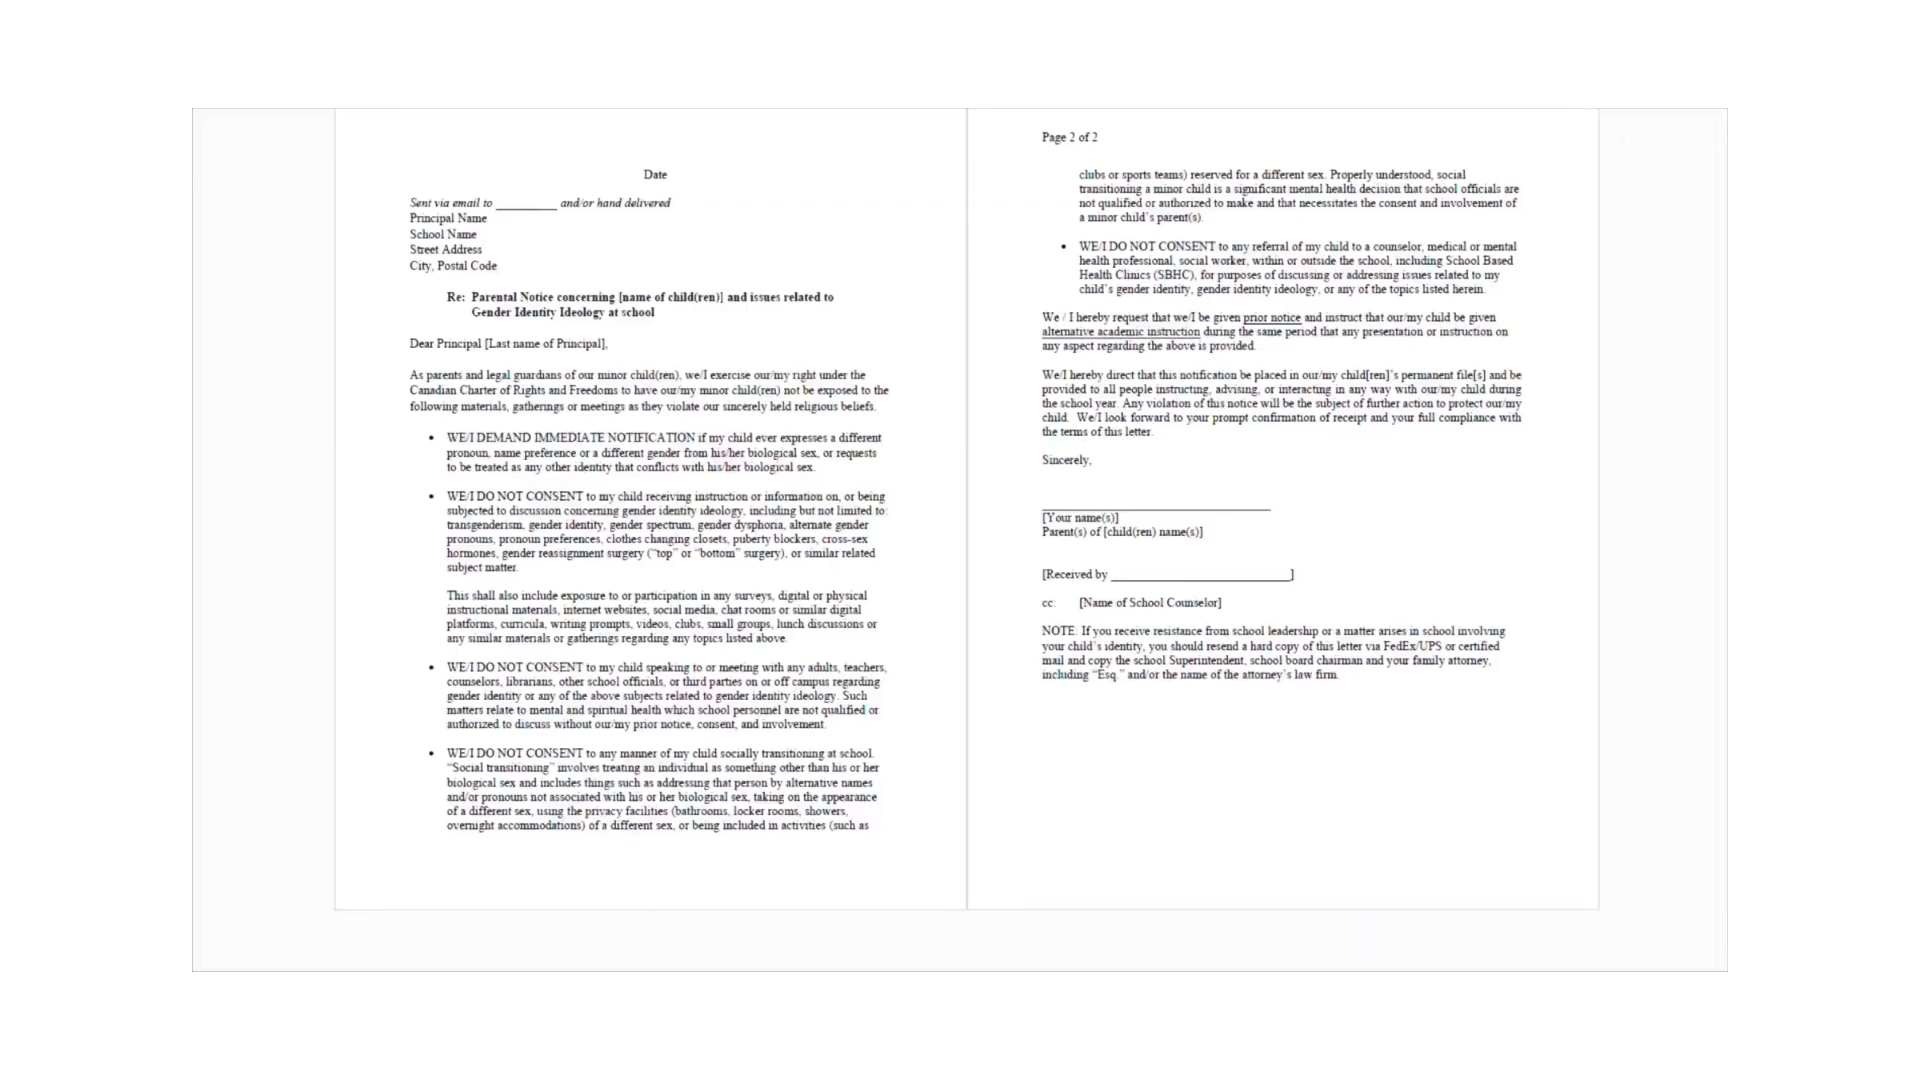 Date
Sent via email to __________ and/or hand delivered
Principal Name
School Name
Street Address
City, Postal Code
Re: Parental Notice concerning [name of child(ren)] and issues related to
Gender Identity Ideology at school
Dear Principal [Last name of Principal],
As parents and legal guardians of our minor child(ren), we/I exercise our/my right under the
Canadian Charter of Rights and Freedoms to have our/my minor child(ren) not be exposed to the
following materials, gatherings or meetings as they violate our sincerely held religious beliefs.
• WE/I DEMAND IMMEDIATE NOTIFICATION if my child ever expresses a different
pronoun, name preference or a different gender from his/her biological sex, or requests
to be treated as any other identity that conflicts with his/her biological sex.
• WE/I DO NOT CONSENT to my child receiving instruction or information on, or being
subjected to discussion concerning gender identity ideology, including but not limited to:
transgenderism, gender identity, gender spectrum, gender dysphoria, alternate gender
pronouns, pronoun preferences, clothes changing closets, puberty blockers, cross-sex
hormones, gender reassignment surgery (“top” or “bottom” surgery), or similar related
subject matter.
This shall also include exposure to or participation in any surveys, digital or physical
instructional materials, internet websites, social media, chat rooms or similar digital
platforms, curricula, writing prompts, videos, clubs, small groups, lunch discussions or
any similar materials or gatherings regarding any topics listed above.
• WE/I DO NOT CONSENT to my child speaking to or meeting with any adults, teachers,
counselors, librarians, other school officials, or third parties on or off campus regarding
gender identity or any of the above subjects related to gender identity ideology. Such
matters relate to mental and spiritual health which school personnel are not qualified or
authorized to discuss without our/my prior notice, consent, and involvement.
• WE/I DO NOT CONSENT to any manner of my child socially transitioning at school.
“Social transitioning” involves treating an individual as something other than his or her
biological sex and includes things such as addressing that person by alternative names
and/or pronouns not associated with his or her biological sex, taking on the appearance
of a different sex, using the privacy facilities (bathrooms, locker rooms, showers,
overnight accommodations) of a different sex, or being included in activities (such as
Page 2 of 2
clubs or sports teams) reserved for a different sex. Properly understood, social
transitioning a minor child is a significant mental health decision that school officials are
not qualified or authorized to make and that necessitates the consent and involvement of
a minor child’s parent(s).
• WE/I DO NOT CONSENT to any referral of my child to a counselor, medical or mental
health professional, social worker, within or outside the school, including School Based
Health Clinics (SBHC), for purposes of discussing or addressing issues related to my
child’s gender identity, gender identity ideology, or any of the topics listed herein.
We / I hereby request that we/I be given prior notice and instruct that our/my child be given
alternative academic instruction during the same period that any presentation or instruction on
any aspect regarding the above is provided.
We/I hereby direct that this notification be placed in our/my child[ren]’s permanent file[s] and be
provided to all people instructing, advising, or interacting in any way with our/my child during
the school year. Any violation of this notice will be the subject of further action to protect our/my
child. We/I look forward to your prompt confirmation of receipt and your full compliance with
the terms of this letter.
Sincerely,
[Your name(s)]
Parent(s) of [child(ren) name(s)]
[Received by ______________________________]
cc: [Name of School Counselor]
NOTE: If you receive resistance from school leadership or a matter arises in school involving
your child’s identity, you should resend a hard copy of this letter via FedEx/UPS or certified
mail and copy the school Superintendent, school board chairman and your family attorney,
including “Esq.” and/or the name of the attorney’s law firm.